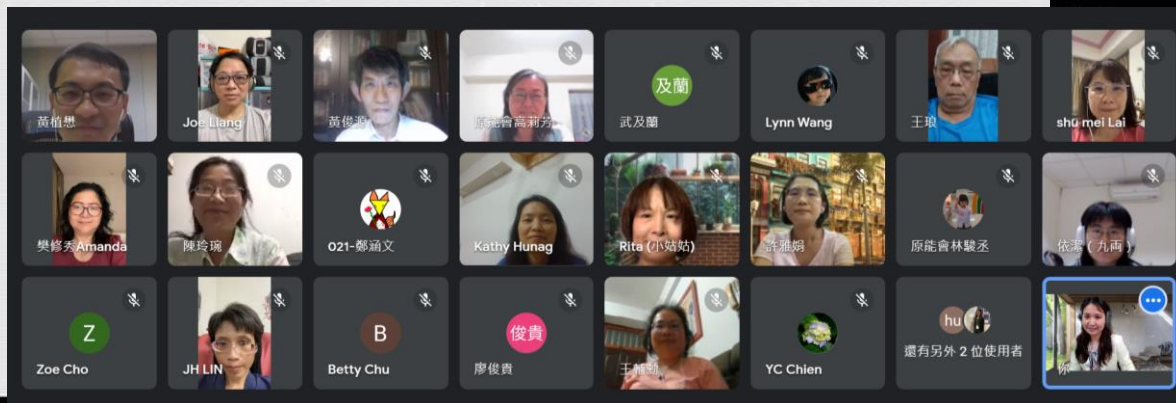 黃植懋
Joe Liang
黃俊源
原能會高莉芳
及蘭
武及蘭
Lynn Wang
王琅
shu mei Lai
樊修秀Amanda
陳玲琬
021-鄭涵文
Kathy Hunag
Rita (小姑姑)
許雅娟
原能會林駿丞
依潔（九兩）
Z
Zoe Cho
JH LIN
B
Betty Chu
俊貴
廖俊貴
王輔勳
YC Chien
hu
還有另外 2 位使用者
你